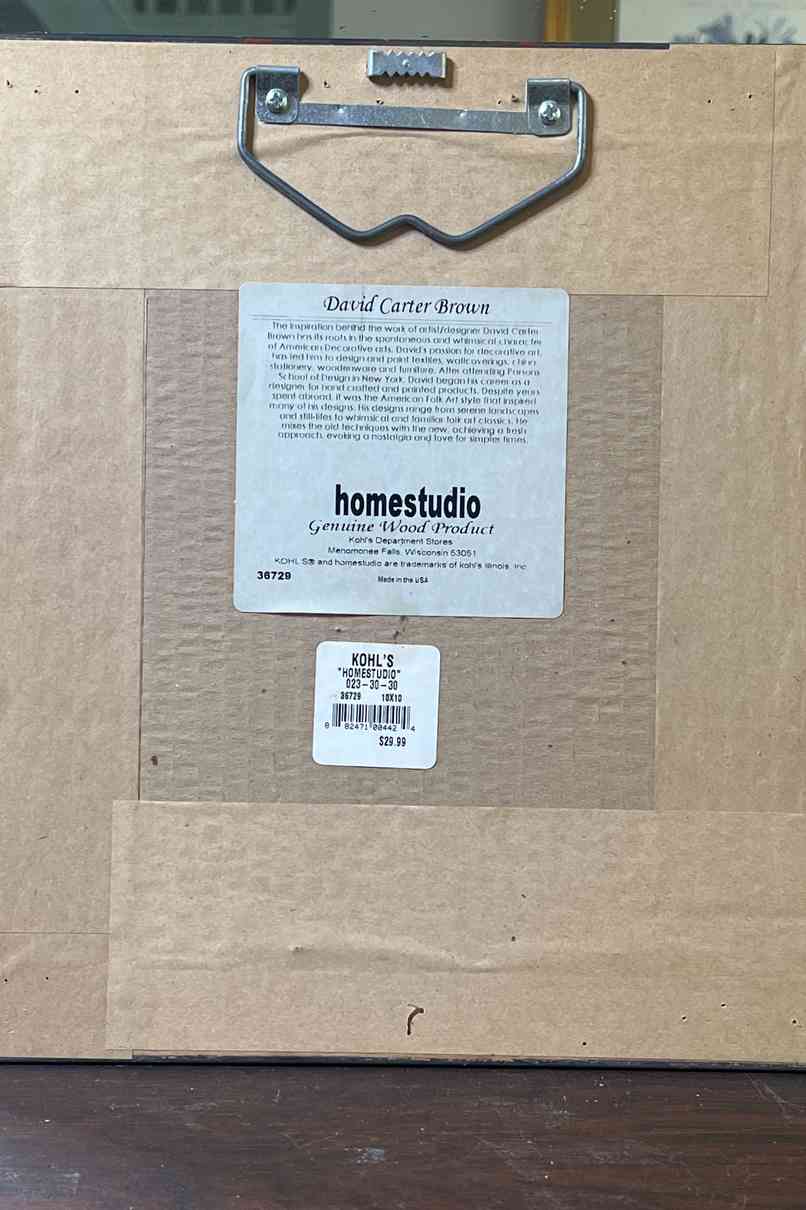 David Carter Brown
The inspiration behind the work of artist/designer David Carter
Brown has its roots in the spontaneous and whimsical character
of American Decorative arts. David's passion for decorative art,
has led him to design and paint textiles, wallcoverings, china
stationery, woodenware and furniture. After attending Parsons
School of Design in New York, David began his career as a
designer for hand crafted and painted products. Despite years
spent abroad, it was the American Folk Art style that inspired
many of his designs. His designs range from serene landscapes
and still-lifes to whimsical and familiar folk art classics. He
mixes the old techniques with the new, achieving a fresh
approach, evoking a nostalgia and love for simpler times.
homestudio
Genuine Wood Product
Kohl's Department Stores
Menomonee Falls, Wisconsin 53051
KOHL'S® and homestudio are trademarks of kohl's Illinois, Inc.
36729 Made in the USA
KOHL'S
"HOMESTUDIO"
023-30-30
36729 10X10
8 82471 00442 4
$29.99